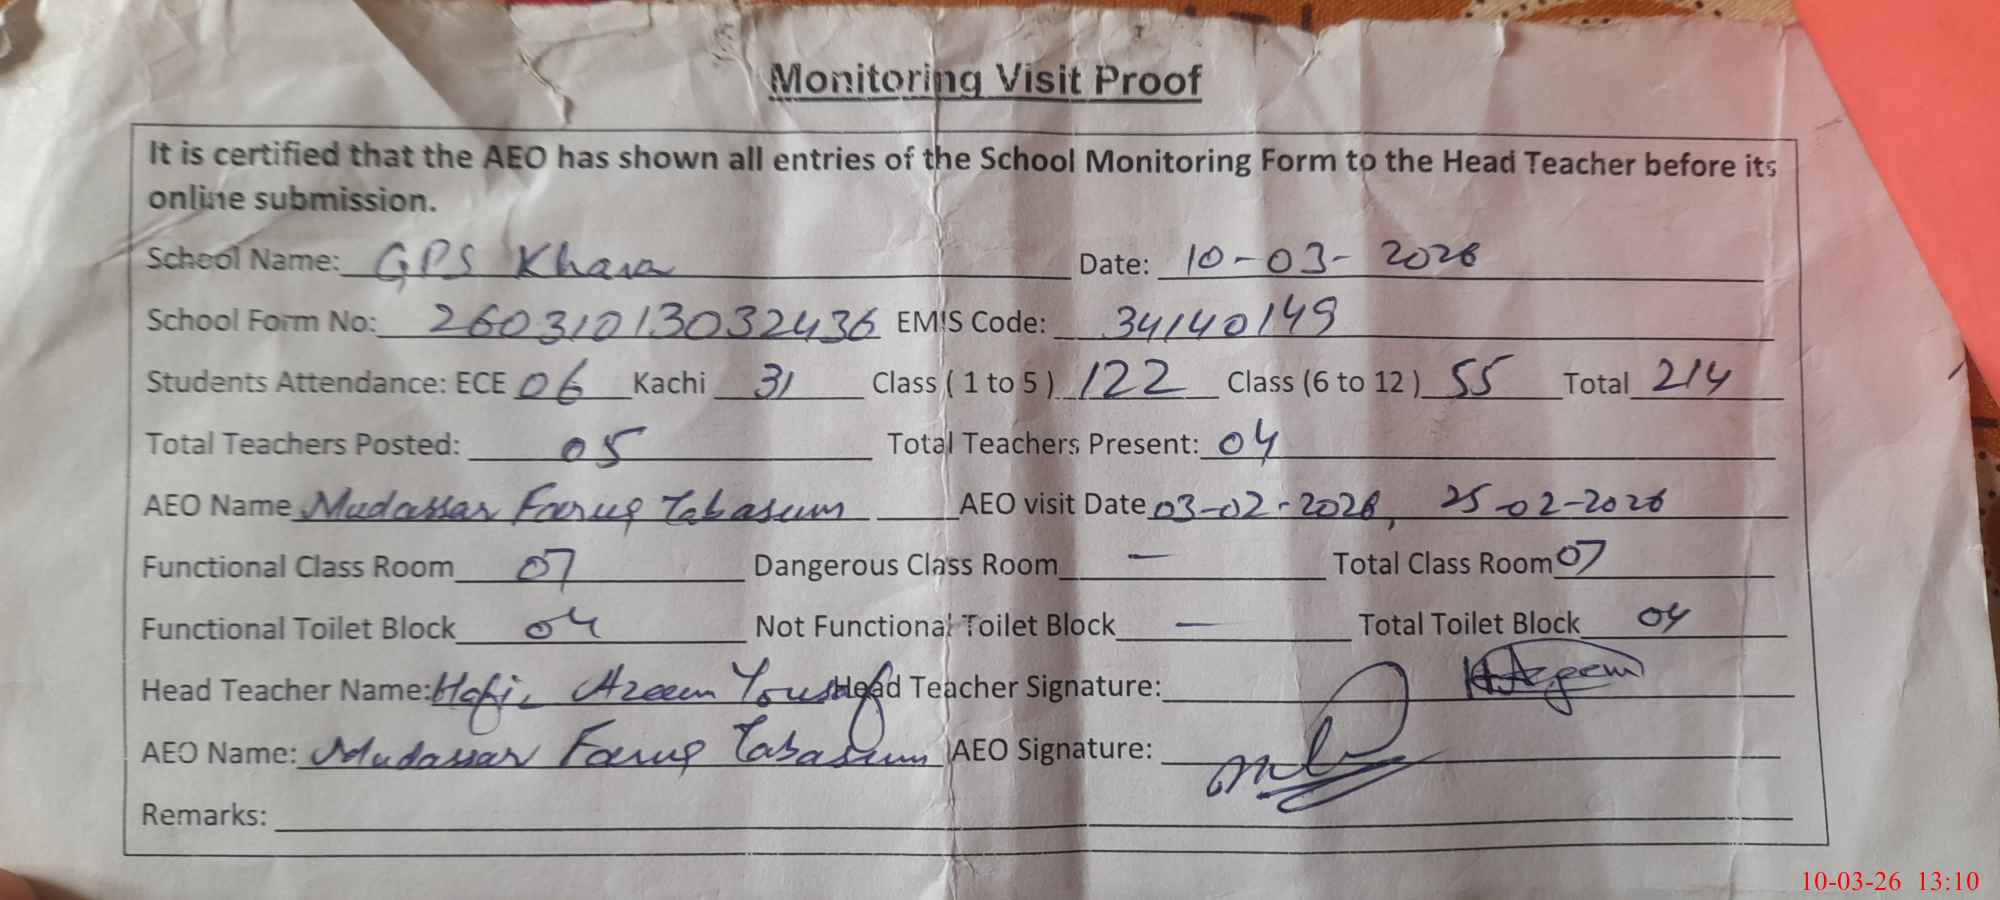 Monitoring Visit Proof
It is certified that the AEO has shown all entries of the School Monitoring Form to the Head Teacher before its
online submission.
School Name: GPS Khara Date: 10-03-2026
School Form No: 26031013032436 EMIS Code: 34140149
Students Attendance: ECE 06 Kachi 31 Class ( 1 to 5 ) 122 Class (6 to 12 ) 55 Total 214
Total Teachers Posted: 05 Total Teachers Present: 04
AEO Name Mudassar Faruq Tabasum AEO visit Date 03-02-2026, 25-02-2026
Functional Class Room 07 Dangerous Class Room — Total Class Room 07
Functional Toilet Block 04 Not Functional Toilet Block — Total Toilet Block 04
Head Teacher Name: Hafiz Azeem Yousaf Head Teacher Signature: HAzeem
AEO Name: Mudassar Faruq Tabasum AEO Signature:
Remarks:
10-03-26 13:10